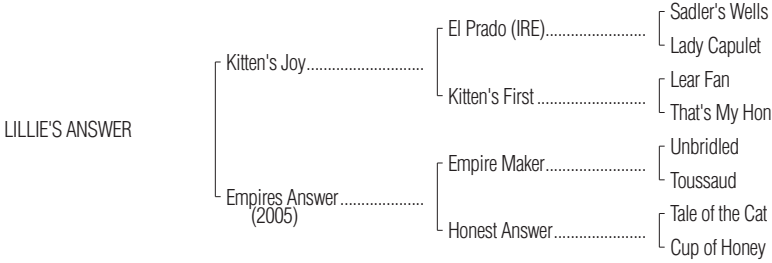 Sadler's Wells
El Prado (IRE)........................
Lady Capulet
Kitten's Joy............................
Lear Fan
Kitten's First..........................
That's My Hon
LILLIE'S ANSWER
Unbridled
Empire Maker........................
Toussaud
Empires Answer....................
(2005)
Tale of the Cat
Honest Answer......................
Cup of Honey